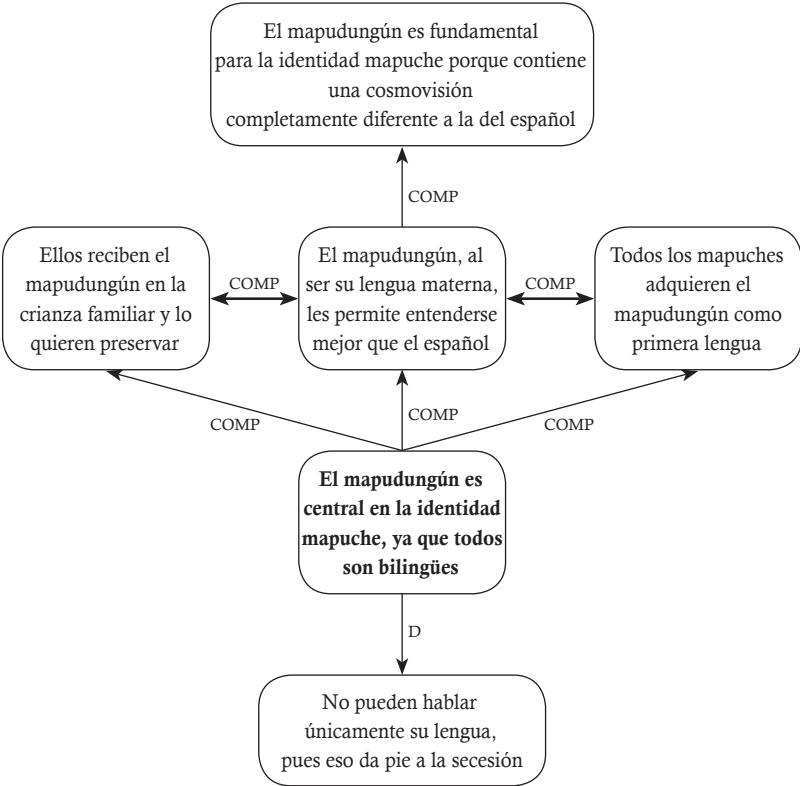 El mapudungún es fundamental
para la identidad mapuche porque contiene
una cosmovisión
completamente diferente a la del español
COMP
Ellos reciben el
mapudungún en la
crianza familiar y lo
quieren preservar
COMP
El mapudungún, al
ser su lengua materna,
les permite entenderse
mejor que el español
COMP
Todos los mapuches
adquieren el
mapudungún como
primera lengua
COMP
COMP
COMP
El mapudungún es
central en la identidad
mapuche, ya que todos
son bilingües
D
No pueden hablar
únicamente su lengua,
pues eso da pie a la secesión